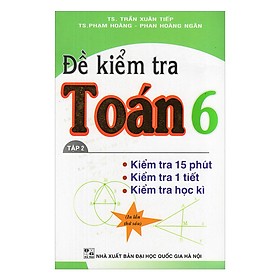 TS. TRẦN XUÂN TIẾP
TS. PHẠM HOÀNG - PHAN HOÀNG NGÂN
Đề kiểm tra
Toán 6
TẬP 2
• Kiểm tra 15 phút
• Kiểm tra 1 tiết
• Kiểm tra học kì
NHÀ XUẤT BẢN ĐẠI HỌC QUỐC GIA HÀ NỘI